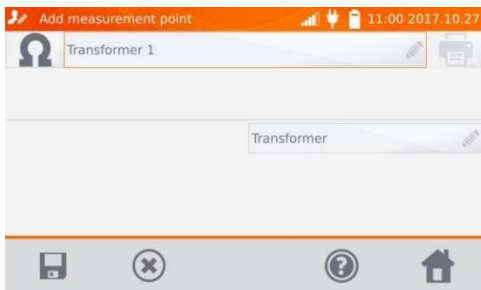 Add measurement point 11:00 2017.10.27
Ω Transformer 1
Transformer
?